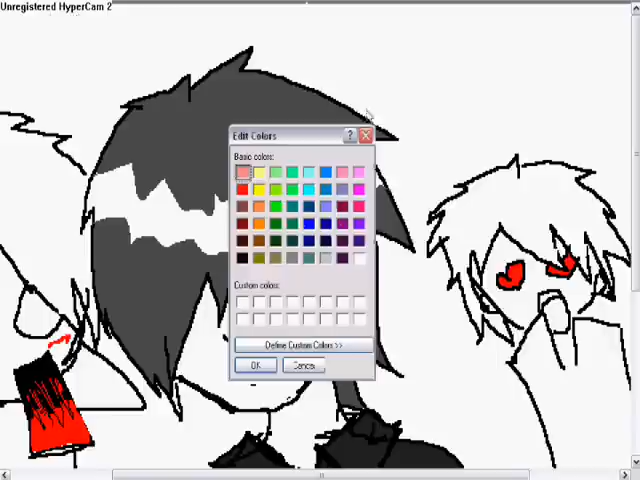 Unregistered HyperCam 2
Edit Colors
Basic colors:
Custom colors:
Define Custom Colors >>
OK
Cancel